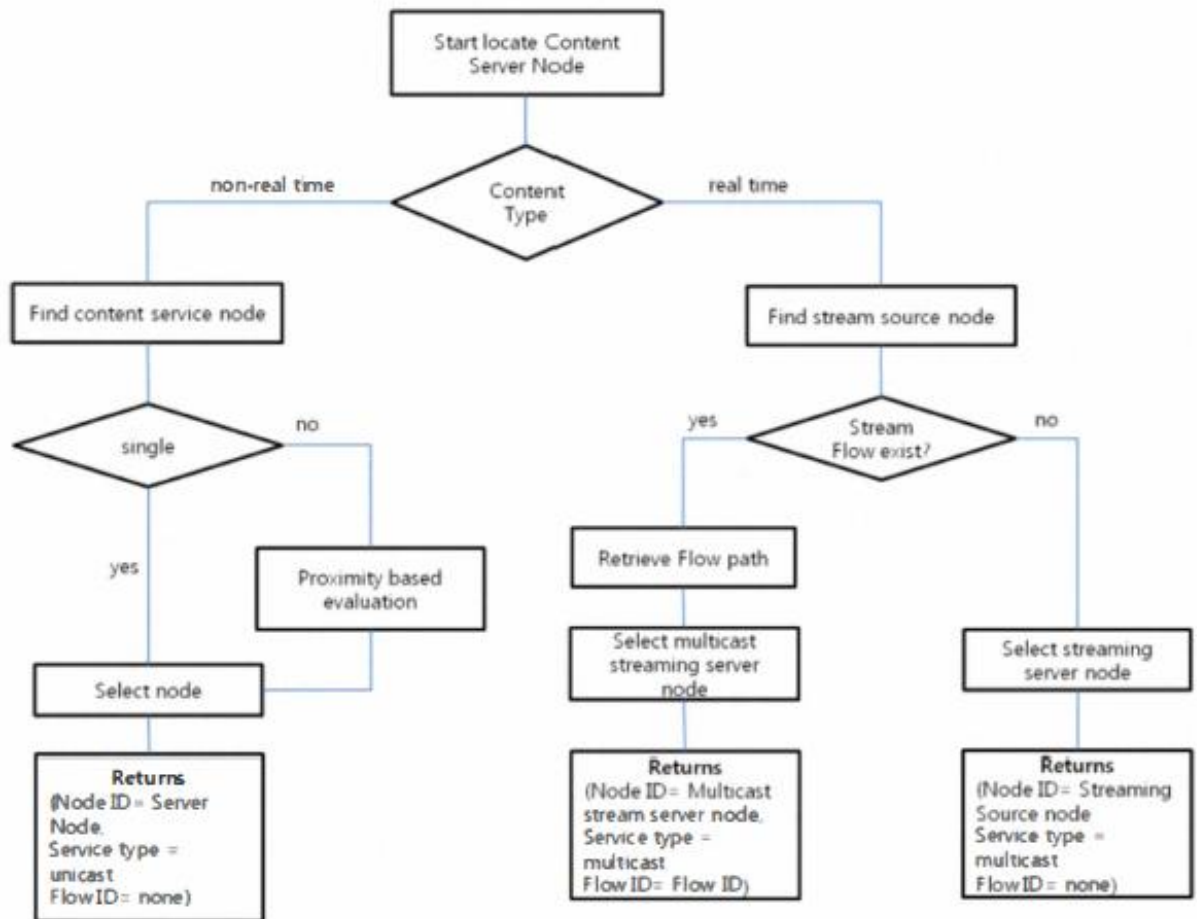 Start locate Content
Server Node
non-real time
Content
Type
real time
Find content service node
Find stream source node
single
no
yes
Stream
Flow exist?
no
yes
Proximity based
evaluation
Retrieve Flow path
Select multicast
streaming server
node
Select streaming
server node
Select node
Returns
(Node ID= Server
Node,
Service type =
unicast
Flow ID= none)
Returns
(Node ID= Multicast
stream server node,
Service type =
multicast
Flow ID= Flow ID)
Returns
(Node ID= Streaming
Source node
Service type =
multicast
Flow ID= none)